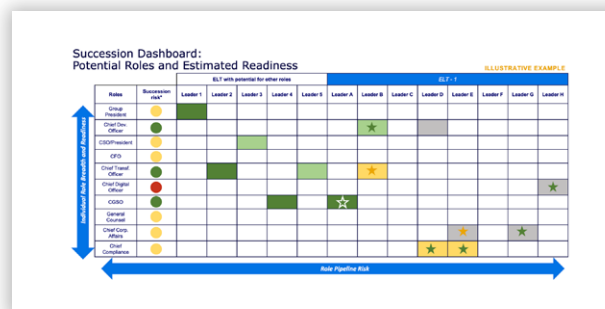 Succession Dashboard:
Potential Roles and Estimated Readiness
ILLUSTRATIVE EXAMPLE
ELT with potential for other roles
ELT - 1
Roles
Succession risk*
Leader 1
Leader 2
Leader 3
Leader 4
Leader 5
Leader A
Leader B
Leader C
Leader D
Leader E
Leader F
Leader G
Leader H
Individual Role Breadth and Readiness
Group
President
Chief Dev.
Officer
CSO/President
CFO
Chief Transf.
Officer
Chief Digital
Officer
CGSO
General
Counsel
Chief Corp.
Affairs
Chief
Compliance
Role Pipeline Risk